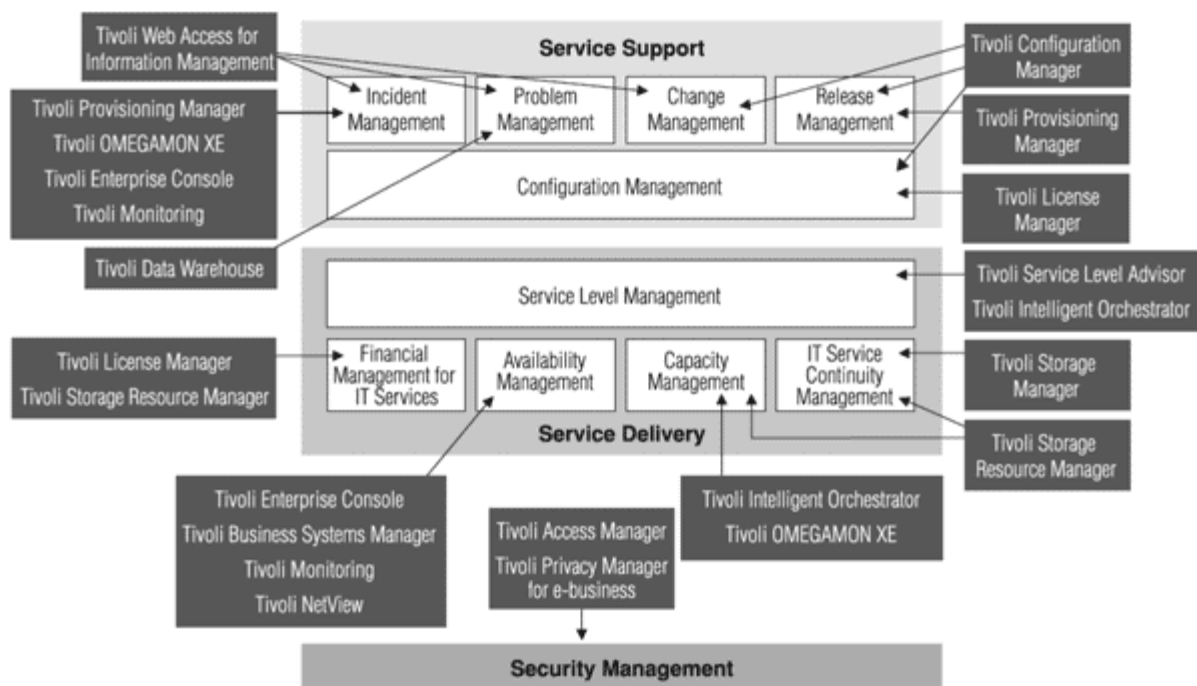 Tivoli Web Access for
Information Management
Tivoli Provisioning Manager
Tivoli OMEGAMON XE
Tivoli Enterprise Console
Tivoli Monitoring
Tivoli Data Warehouse
Service Support
Incident
Management
Problem
Management
Change
Management
Release
Management
Configuration Management
Tivoli Configuration
Manager
Tivoli Provisioning
Manager
Tivoli License
Manager
Service Level Management
Tivoli Service Level Advisor
Tivoli Intelligent Orchestrator
Tivoli License Manager
Tivoli Storage Resource Manager
Financial
Management for
IT Services
Availability
Management
Capacity
Management
IT Service
Continuity
Management
Service Delivery
Tivoli Storage
Manager
Tivoli Storage
Resource Manager
Tivoli Enterprise Console
Tivoli Business Systems Manager
Tivoli Monitoring
Tivoli NetView
Tivoli Access Manager
Tivoli Privacy Manager
for e-business
Tivoli Intelligent Orchestrator
Tivoli OMEGAMON XE
Security Management